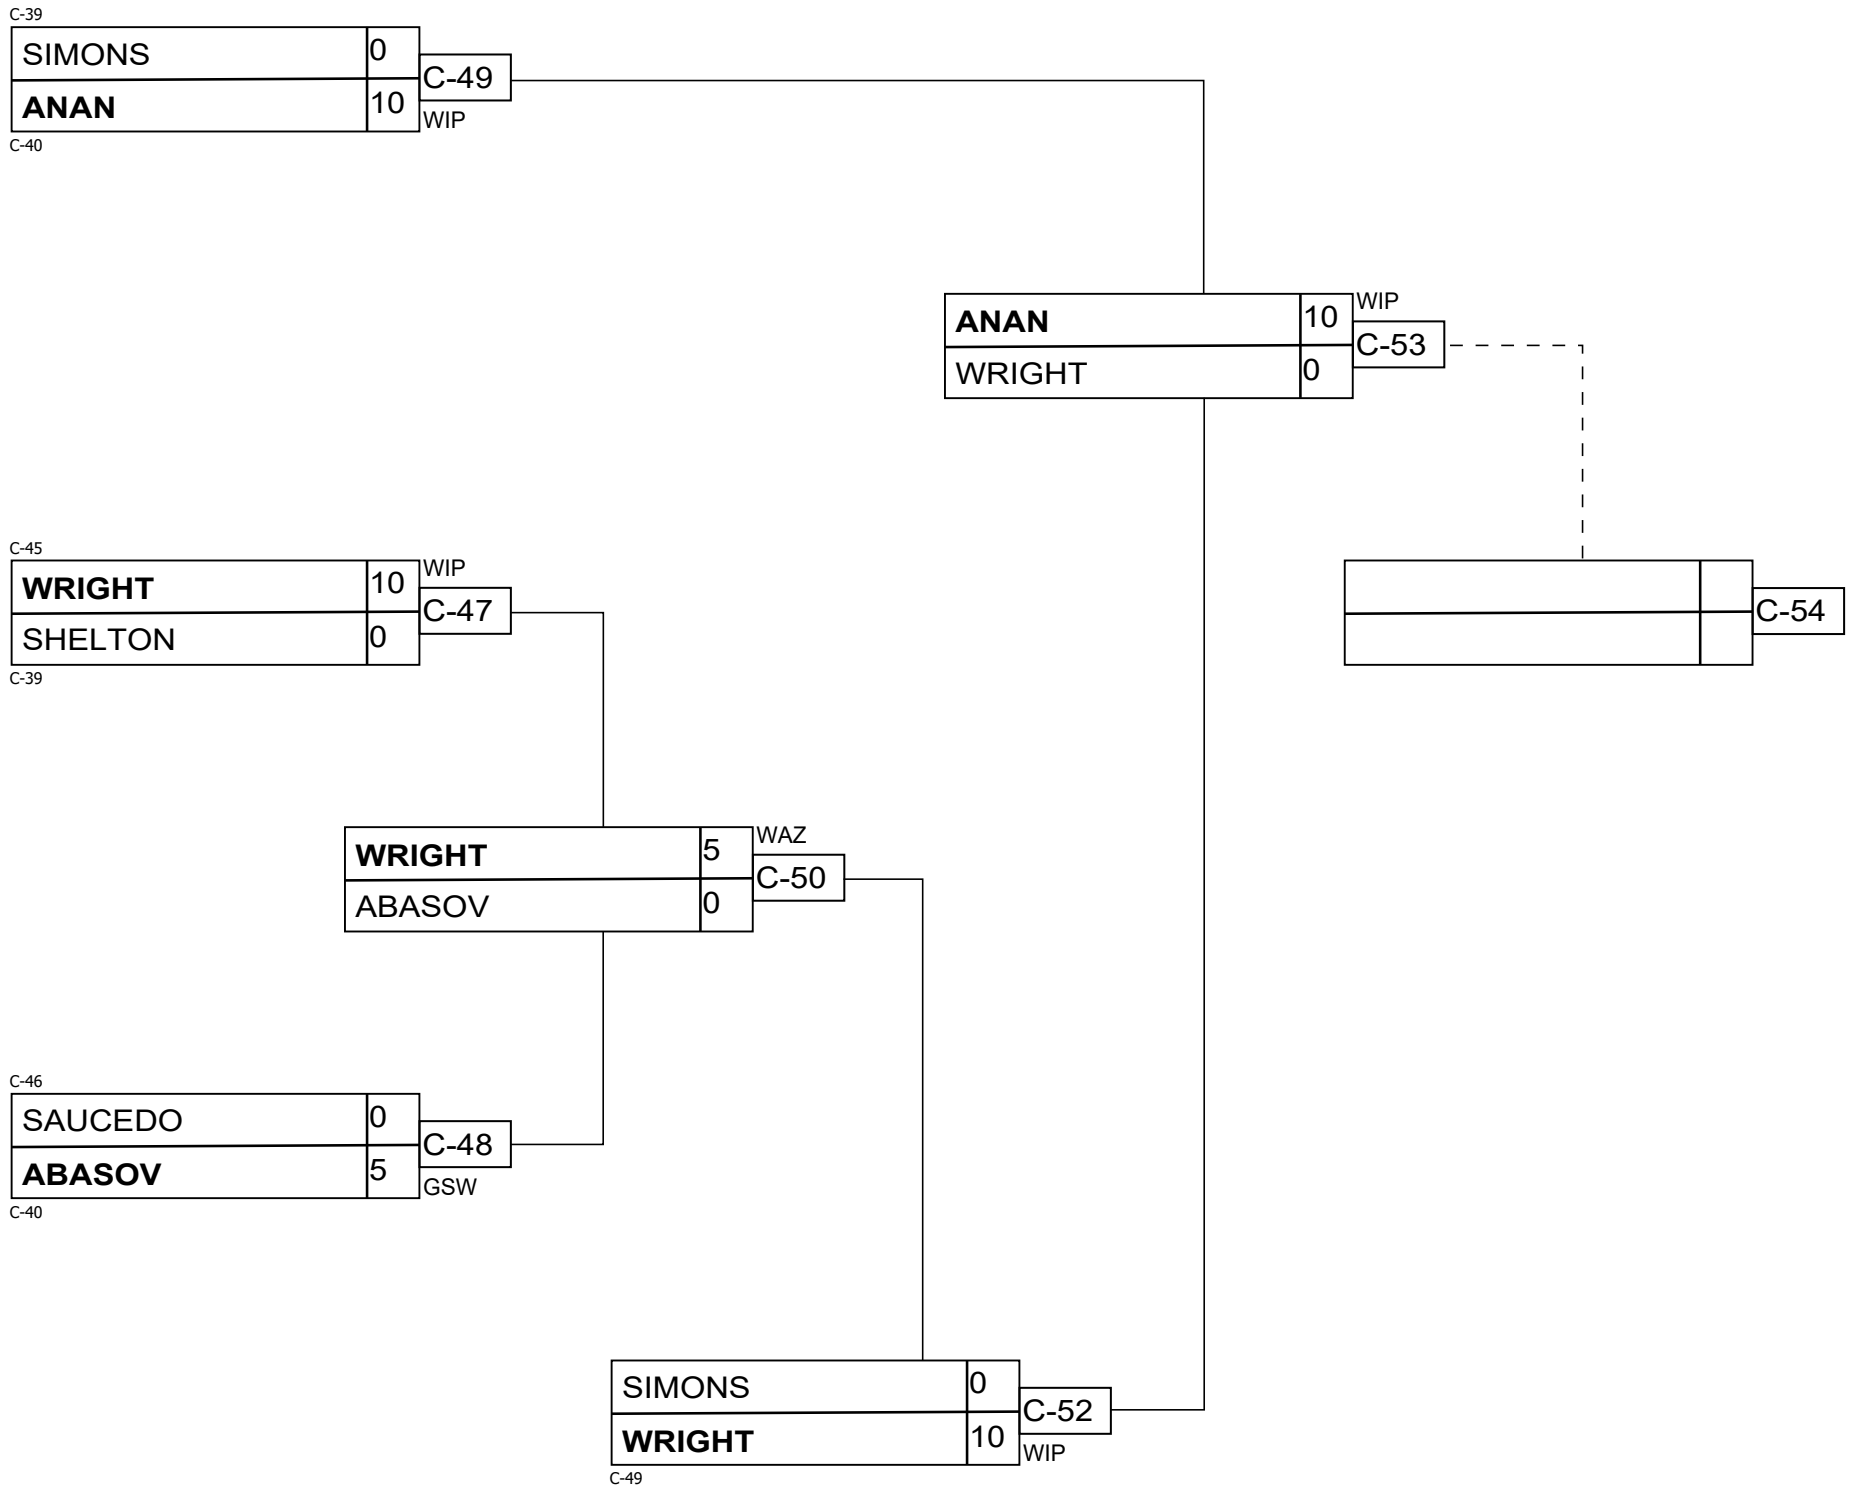 C-39
SIMONS 0
C-49
ANAN 10
WIP
C-40
ANAN 10
WIP
C-53
WRIGHT 0
C-45
WRIGHT 10
WIP
C-47
SHELTON 0
C-39
C-54
WRIGHT 5
WAZ
C-50
ABASOV 0
C-46
SAUCEDO 0
C-48
ABASOV 5
GSW
C-40
SIMONS 0
C-52
WRIGHT 10
WIP
C-49